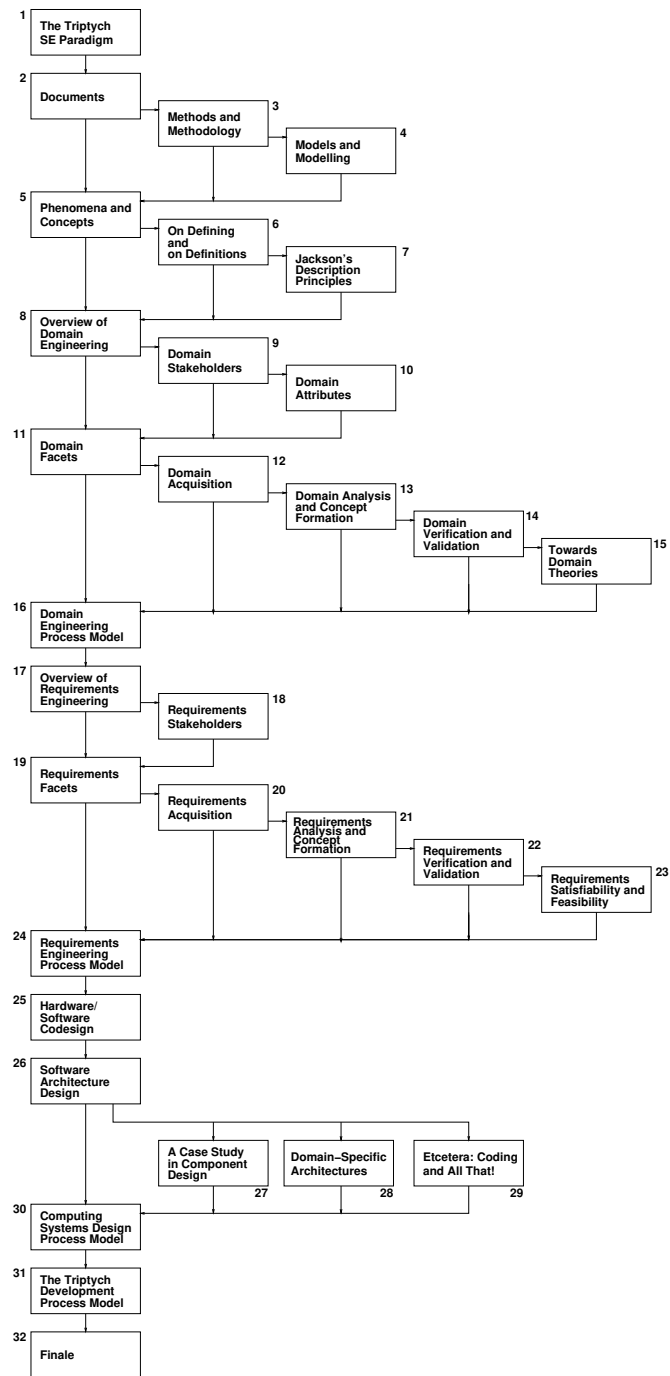 1
The Triptych
SE Paradigm
2
Documents
3
Methods and
Methodology
4
Models and
Modelling
5
Phenomena and
Concepts
6
On Defining
and
on Definitions
7
Jackson's
Description
Principles
8
Overview of
Domain
Engineering
9
Domain
Stakeholders
10
Domain
Attributes
11
Domain
Facets
12
Domain
Acquisition
13
Domain Analysis
and Concept
Formation
14
Domain
Verification and
Validation
15
Towards
Domain
Theories
16
Domain
Engineering
Process Model
17
Overview of
Requirements
Engineering
18
Requirements
Stakeholders
19
Requirements
Facets
20
Requirements
Acquisition
21
Requirements
Analysis and
Concept
Formation
22
Requirements
Verification and
Validation
23
Requirements
Satisfiability and
Feasibility
24
Requirements
Engineering
Process Model
25
Hardware/
Software
Codesign
26
Software
Architecture
Design
A Case Study
in Component
Design
27
Domain–Specific
Architectures
28
Etcetera: Coding
and All That!
29
30
Computing
Systems Design
Process Model
31
The Triptych
Development
Process Model
32
Finale